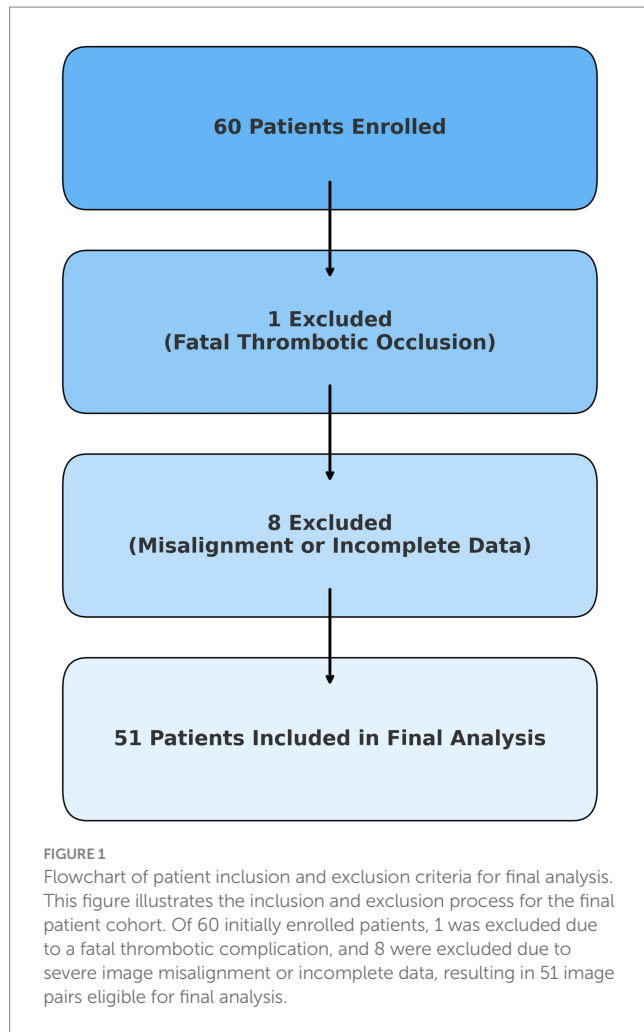 60 Patients Enrolled
1 Excluded
(Fatal Thrombotic Occlusion)
8 Excluded
(Misalignment or Incomplete Data)
51 Patients Included in Final Analysis
FIGURE 1
Flowchart of patient inclusion and exclusion criteria for final analysis.
This figure illustrates the inclusion and exclusion process for the final
patient cohort. Of 60 initially enrolled patients, 1 was excluded due
to a fatal thrombotic complication, and 8 were excluded due to
severe image misalignment or incomplete data, resulting in 51 image
pairs eligible for final analysis.